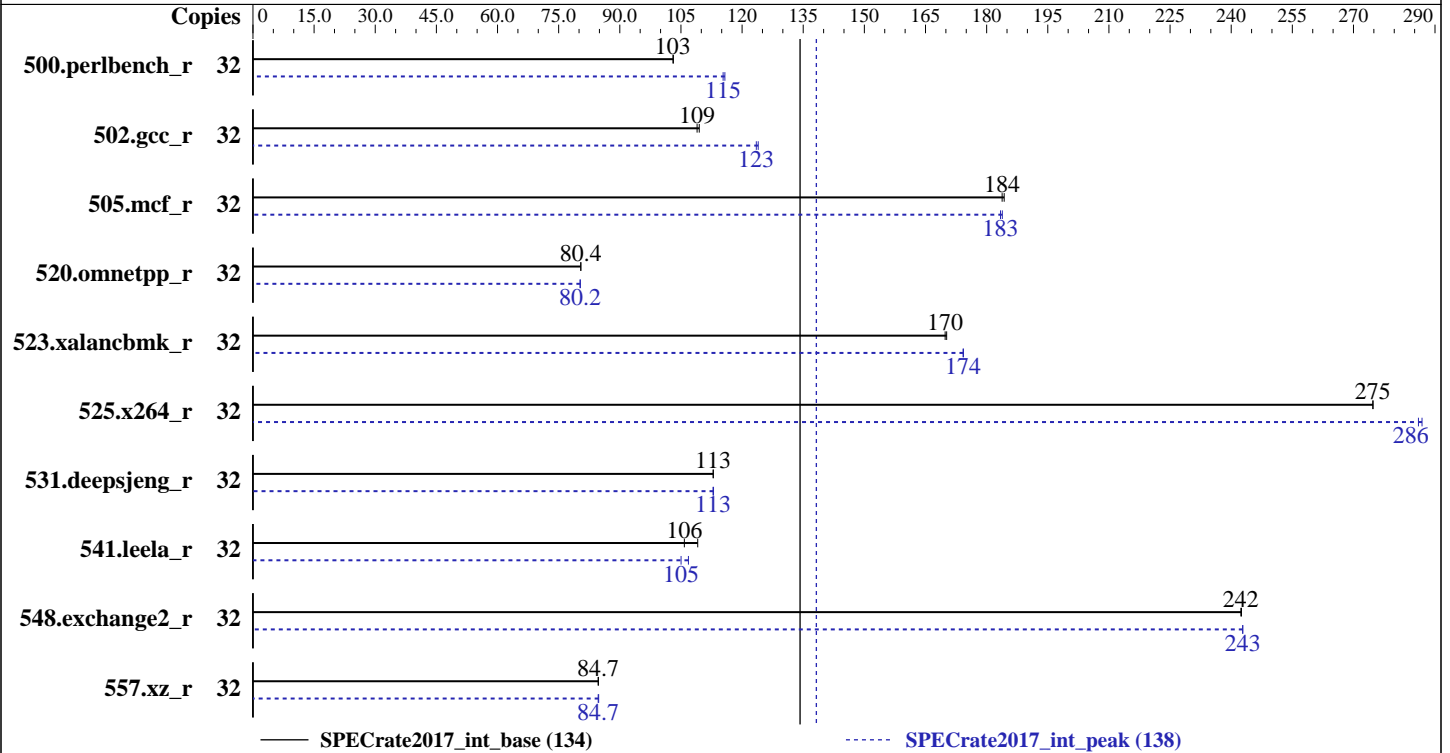 Copies 0 15.0 30.0 45.0 60.0 75.0 90.0 105 120 135 150 165 180 195 210 225 240 255 270 290
500.perlbench_r 32 103
115
502.gcc_r 32 109
123
505.mcf_r 32 184
183
520.omnetpp_r 32 80.4
80.2
523.xalancbmk_r 32 170
174
525.x264_r 32 275
286
531.deepsjeng_r 32 113
113
541.leela_r 32 106
105
548.exchange2_r 32 242
243
557.xz_r 32 84.7
84.7
SPECrate2017_int_base (134) SPECrate2017_int_peak (138)